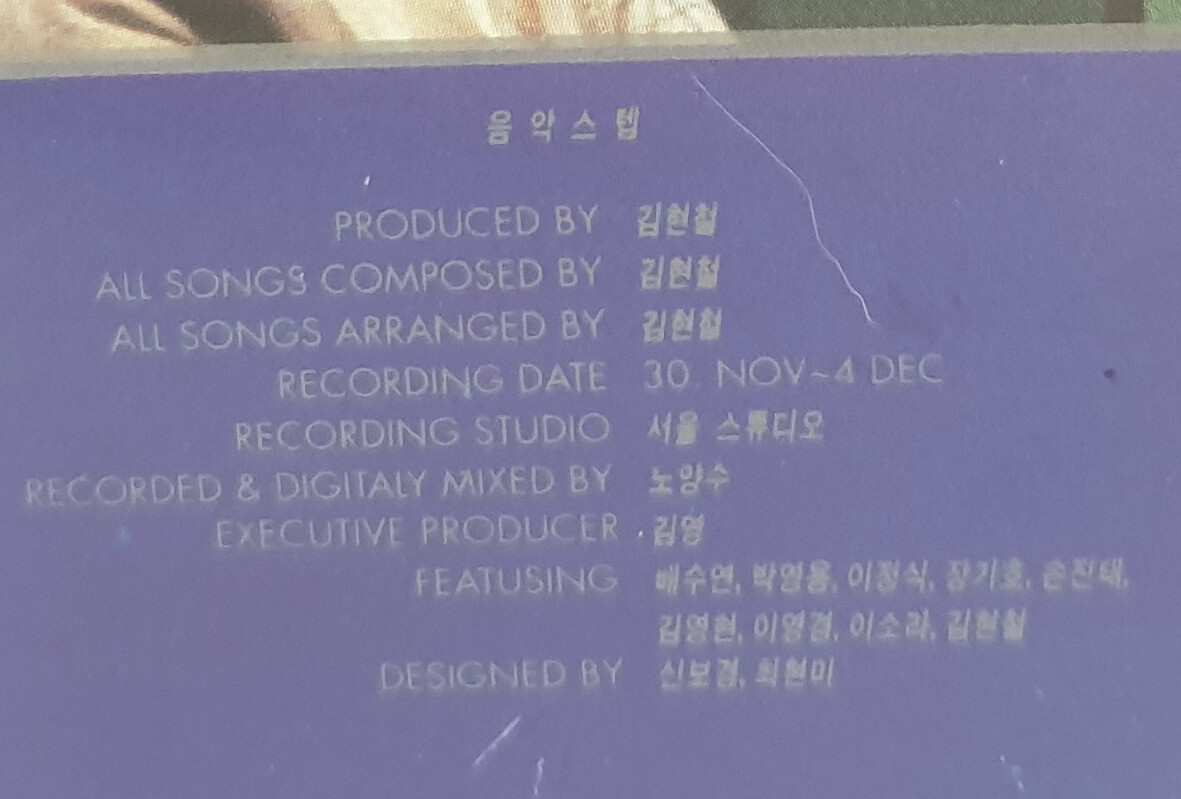 음악스텝
PRODUCED BY 김현철
ALL SONGS COMPOSED BY 김현철
ALL SONGS ARRANGED BY 김현철
RECORDING DATE 30. NOV~4 DEC
RECORDING STUDIO 서울 스튜디오
RECORDED & DIGITALY MIXED BY 노양수
EXECUTIVE PRODUCER 김영
FEATUSING 배수연, 박영용, 이정식, 장기호, 손진태,
김영현, 이영경, 이소라, 김현철
DESIGNED BY 신보경, 최현미